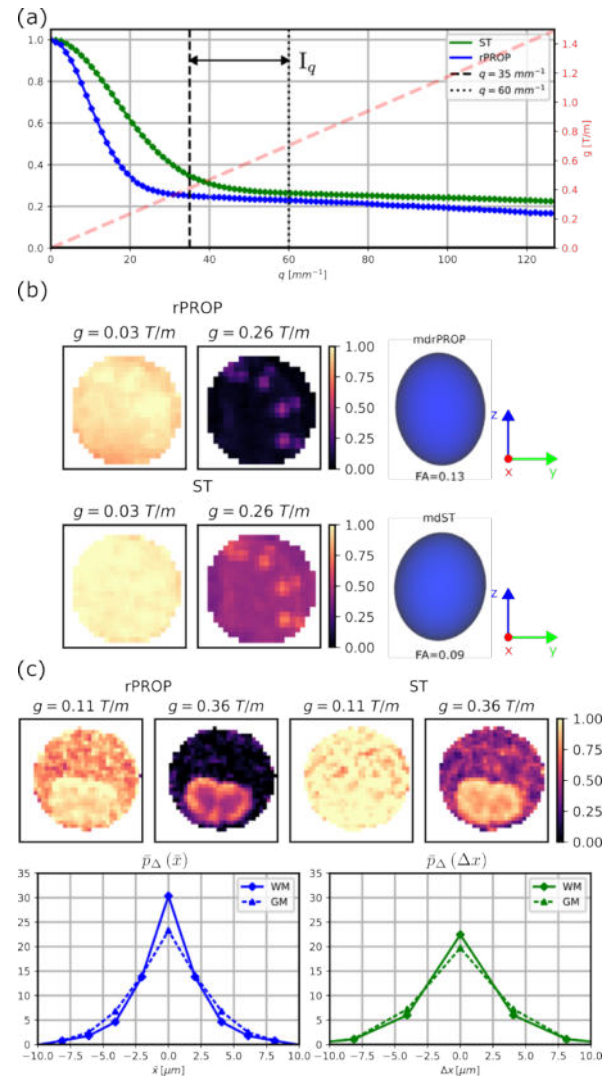 (a)
1.0
0.8
0.6
0.4
0.2
0.0
ST
rPROP
q = 35 mm⁻¹
q = 60 mm⁻¹
I_q
1.4
1.2
1.0
0.8
0.6
0.4
0.2
0.0
g [T/m]
0 20 40 60 80 100 120
q [mm⁻¹]
(b)
rPROP
g = 0.03 T/m g = 0.26 T/m
1.00
0.75
0.50
0.25
0.00
mdrPROP
FA=0.13
z
x y
ST
g = 0.03 T/m g = 0.26 T/m
1.00
0.75
0.50
0.25
0.00
mdST
FA=0.09
z
x y
(c)
rPROP ST
g = 0.11 T/m g = 0.36 T/m g = 0.11 T/m g = 0.36 T/m
1.00
0.75
0.50
0.25
0.00
p̄_Δ (x̄)
35
30
25
20
15
10
5
0
WM
GM
−10.0 −7.5 −5.0 −2.5 0.0 2.5 5.0 7.5 10.0
x̄ [μm]
p̄_Δ (Δx)
35
30
25
20
15
10
5
0
WM
GM
−10.0 −7.5 −5.0 −2.5 0.0 2.5 5.0 7.5 10.0
Δx [μm]